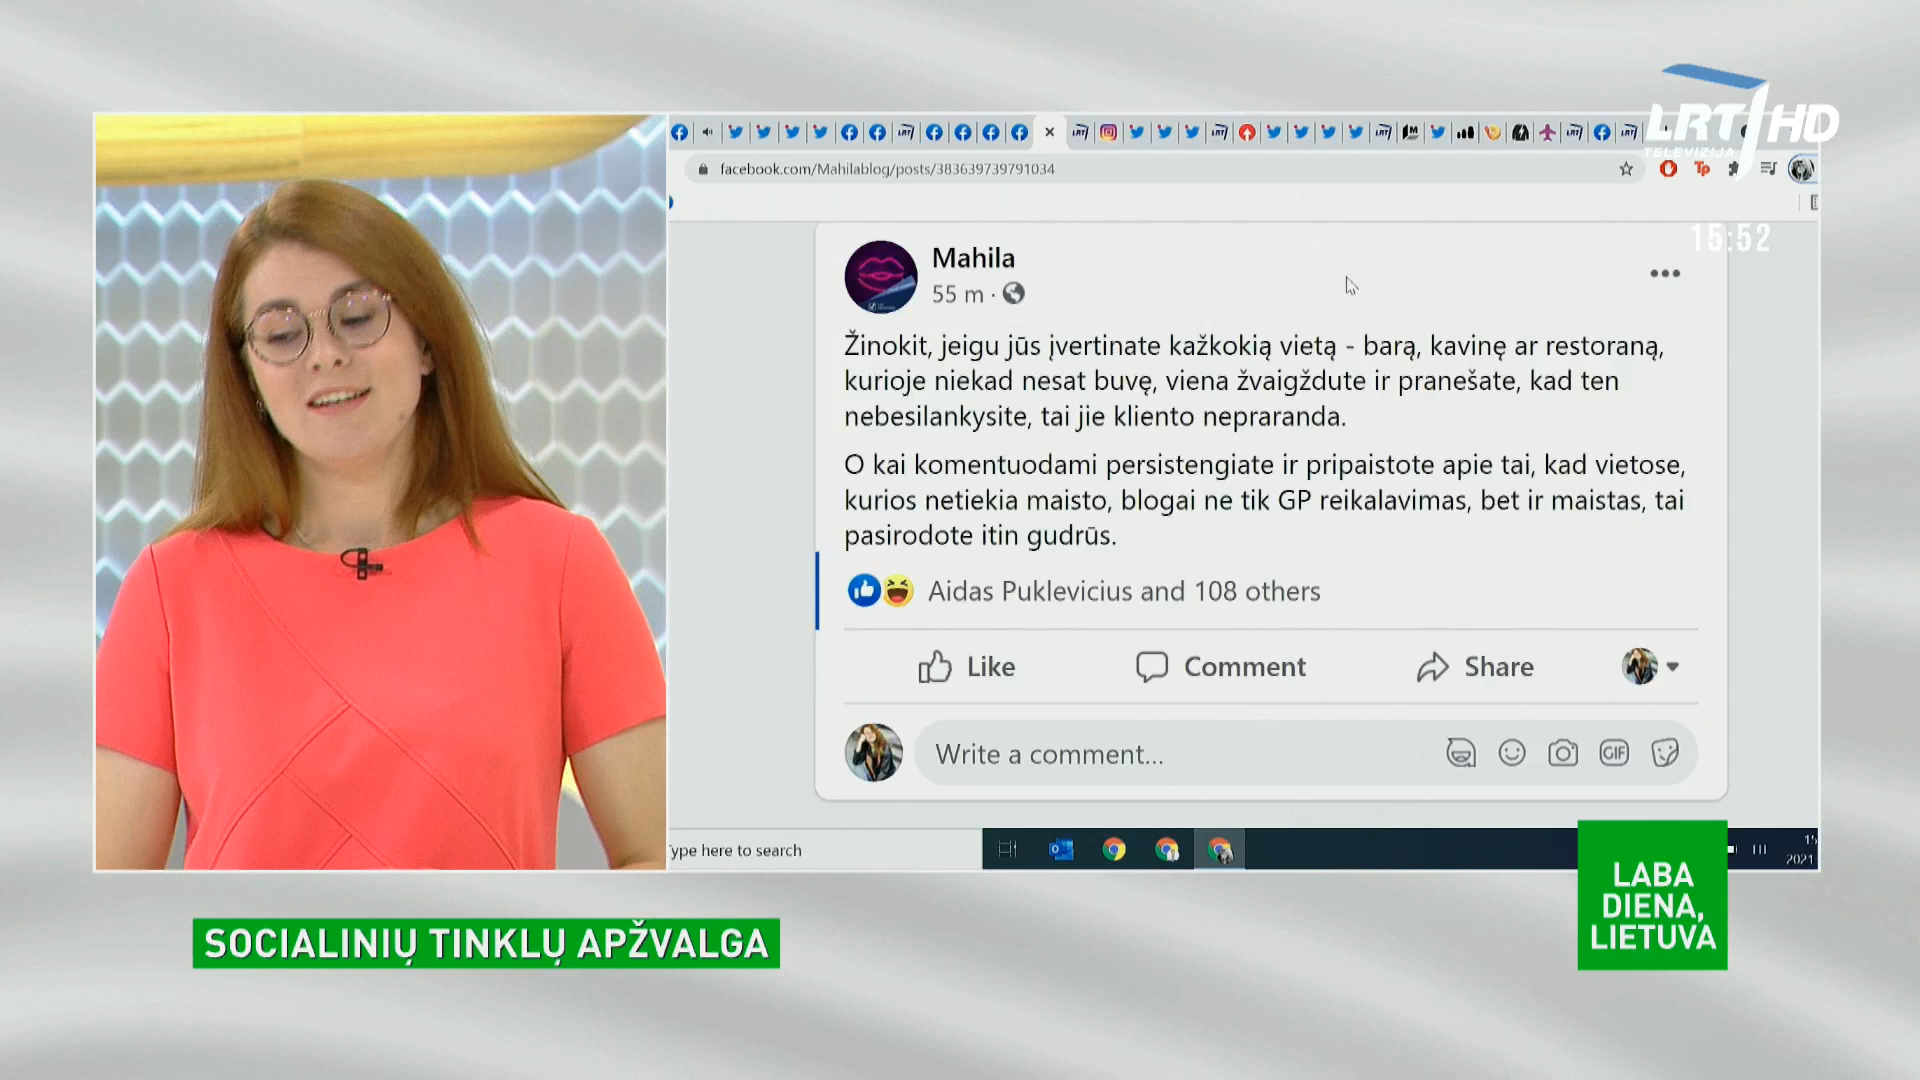 LRT HD
TELEVIZIJA
15:52
facebook.com/Mahilablog/posts/383639739791034
Mahila
55 m ·
Žinokit, jeigu jūs įvertinate kažkokią vietą - barą, kavinę ar restoraną,
kurioje niekad nesat buvę, viena žvaigždute ir pranešate, kad ten
nebesilankysite, tai jie kliento nepraranda.
O kai komentuodami persistengiate ir pripaistote apie tai, kad vietose,
kurios netiekia maisto, blogai ne tik GP reikalavimas, bet ir maistas, tai
pasirodote itin gudrūs.
Aidas Puklevicius and 108 others
Like Comment Share
Write a comment...
GIF
ype here to search
2021
LABA
DIENA,
LIETUVA
SOCIALINIŲ TINKLŲ APŽVALGA